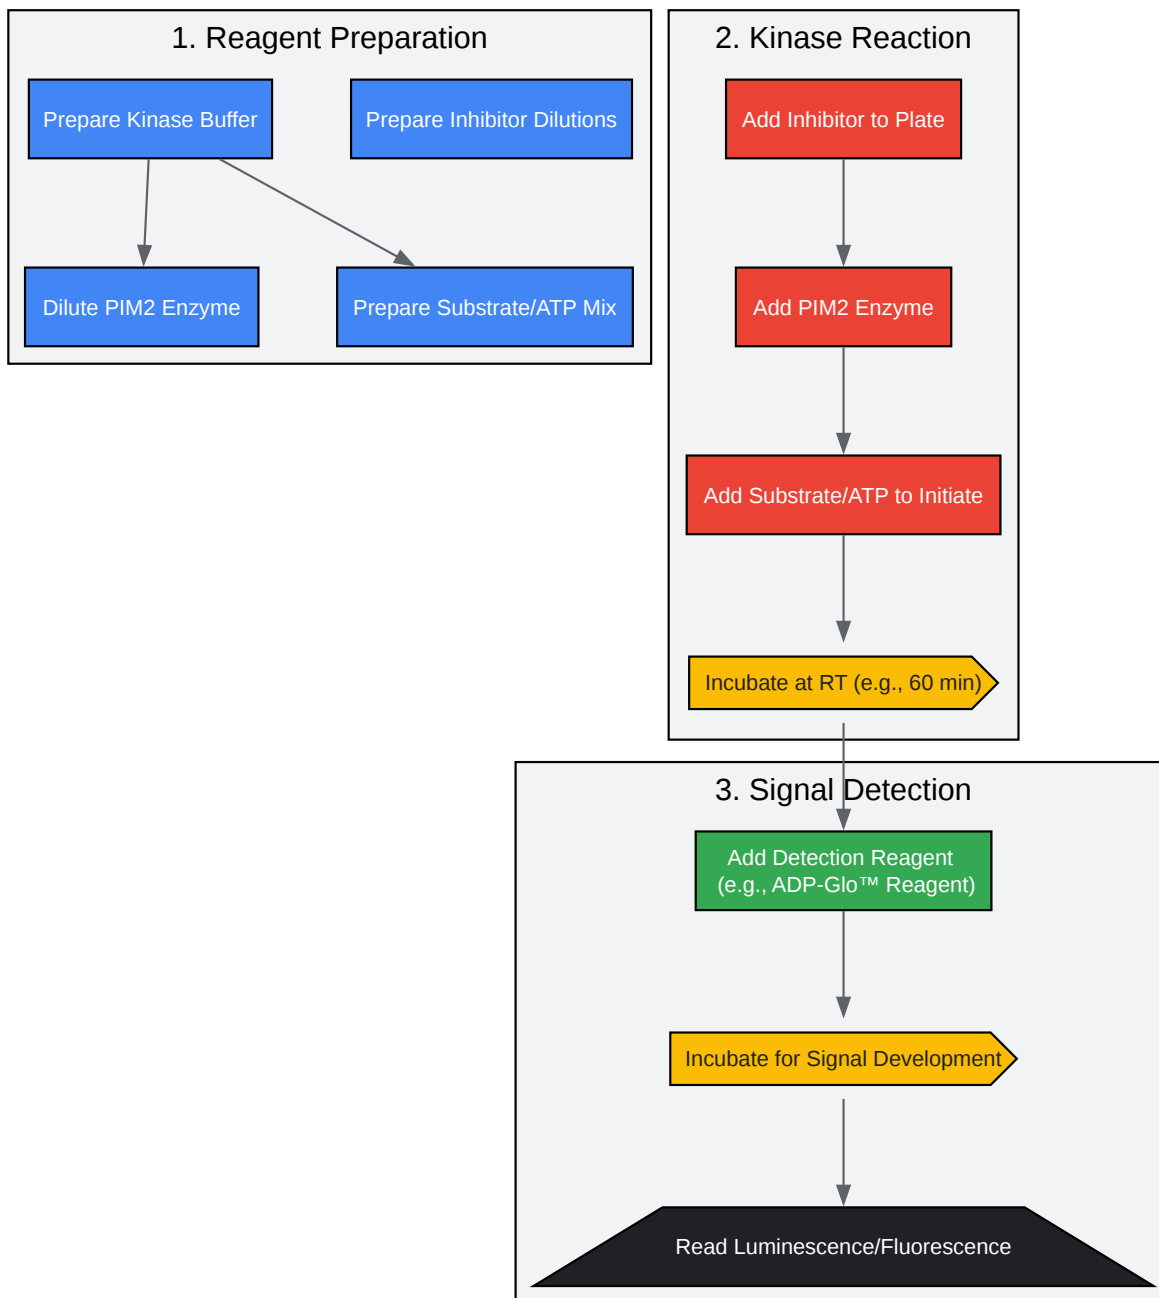 1. Reagent Preparation
Prepare Kinase Buffer
Prepare Inhibitor Dilutions
Dilute PIM2 Enzyme
Prepare Substrate/ATP Mix
2. Kinase Reaction
Add Inhibitor to Plate
Add PIM2 Enzyme
Add Substrate/ATP to Initiate
Incubate at RT (e.g., 60 min)
3. Signal Detection
Add Detection Reagent
(e.g., ADP-Glo™ Reagent)
Incubate for Signal Development
Read Luminescence/Fluorescence